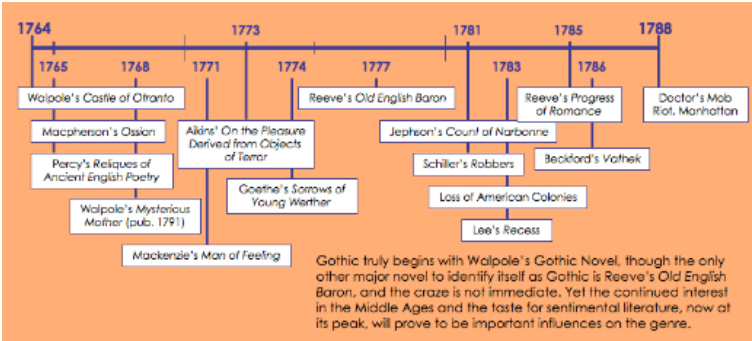 1764
1773
1781
1785
1788
1765
1768
1771
1774
1777
1783
1786
Walpole's Castle of Otranto
Reeve's Old English Baron
Reeve's Progress
of Romance
Doctor's Mob
Riot, Manhattan
Macpherson's Ossian
Aikins' On the Pleasure
Derived from Objects
of Terror
Jephson's Count of Narbonne
Percy's Reliques of
Ancient English Poetry
Schiller's Robbers
Beckford's Vathek
Goethe's Sorrows of
Young Werther
Loss of American Colonies
Walpole's Mysterious
Mother (pub. 1791)
Lee's Recess
Mackenzie's Man of Feeling
Gothic truly begins with Walpole's Gothic Novel, though the only
other major novel to identify itself as Gothic is Reeve's Old English
Baron, and the craze is not immediate. Yet the continued interest
in the Middle Ages and the taste for sentimental literature, now at
its peak, will prove to be important influences on the genre.